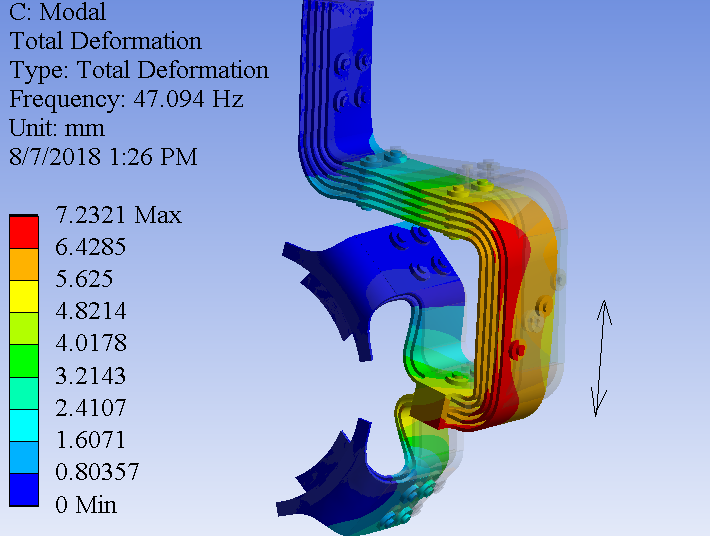 C: Modal
Total Deformation
Type: Total Deformation
Frequency: 47.094 Hz
Unit: mm
8/7/2018 1:26 PM
7.2321 Max
6.4285
5.625
4.8214
4.0178
3.2143
2.4107
1.6071
0.80357
0 Min